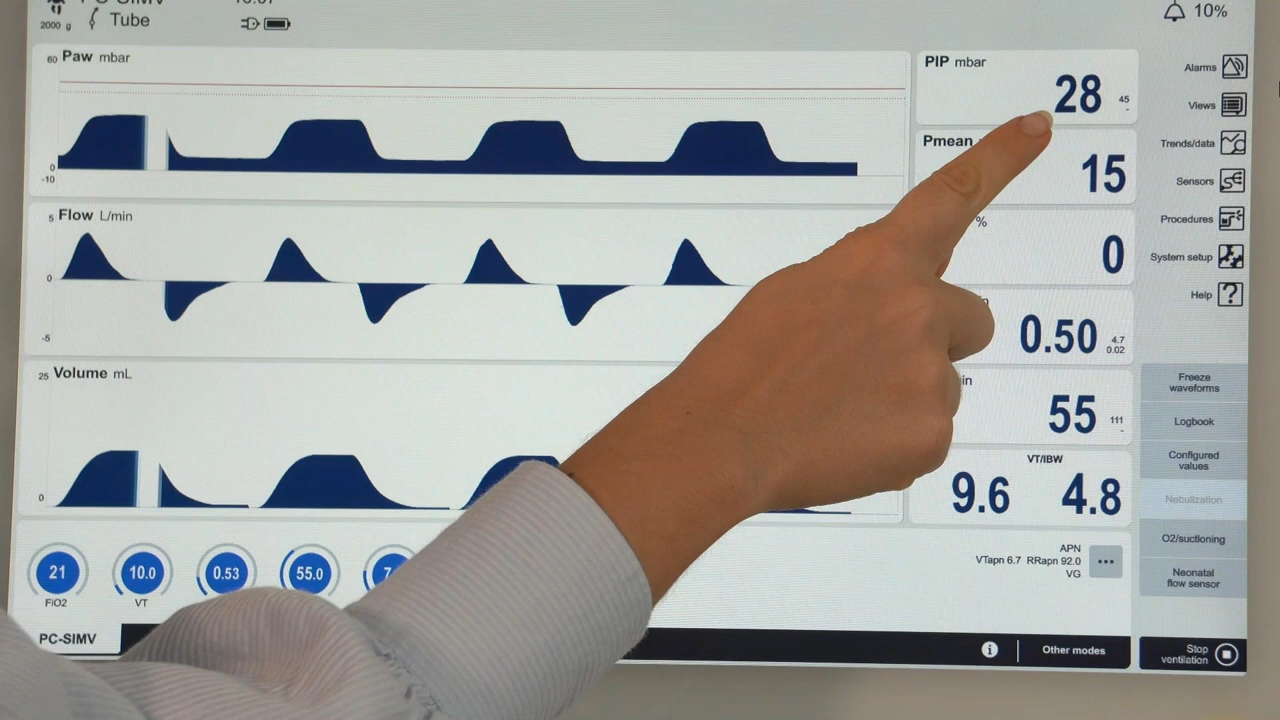 PC-SIMV
2000 g
Tube
10%
60
Paw mbar
0
-10
PIP mbar
28
45
-
Pmean
15
%
0
5
Flow L/min
0
-5
0.50
4.7
0.02
25
Volume mL
0
55
111
-
VT/IBW
9.6
4.8
Alarms
Views
Trends/data
Sensors
Procedures
System setup
Help
Freeze
waveforms
Logbook
Configured
values
Nebulization
O2/suctioning
Neonatal
flow sensor
21
10.0
0.53
55.0
FiO2
VT
APN
VTapn 6.7 RRapn 92.0
VG
PC-SIMV
Other modes
Stop
ventilation